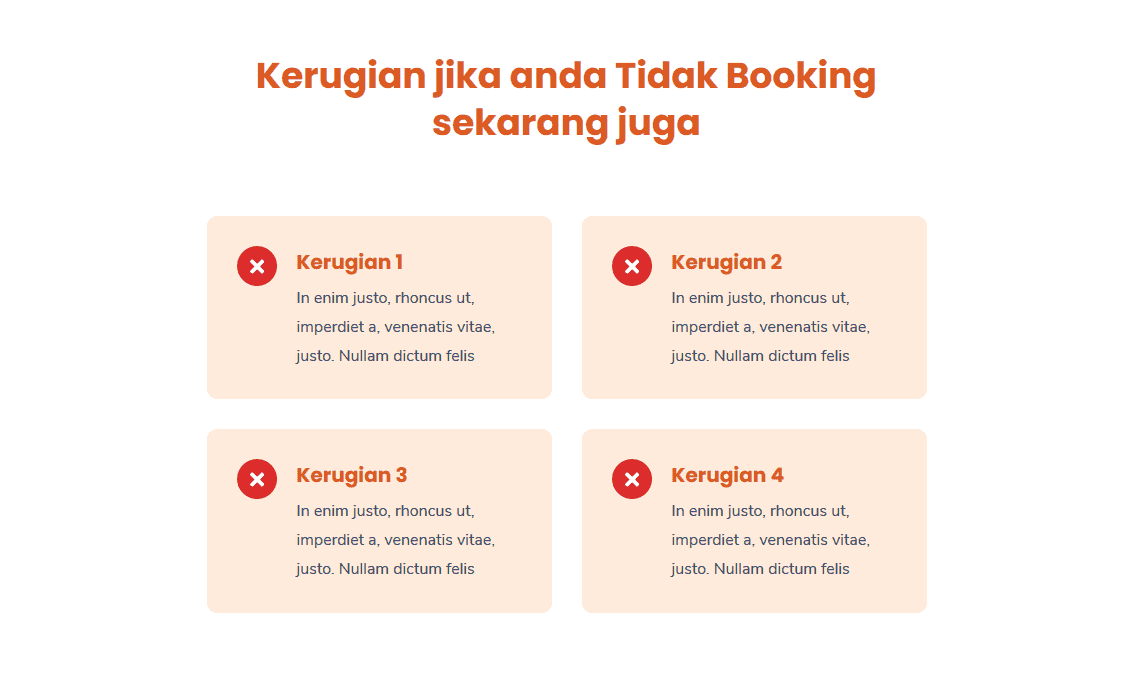 Kerugian jika anda Tidak Booking
sekarang juga
Kerugian 1
In enim justo, rhoncus ut,
imperdiet a, venenatis vitae,
justo. Nullam dictum felis
Kerugian 2
In enim justo, rhoncus ut,
imperdiet a, venenatis vitae,
justo. Nullam dictum felis
Kerugian 3
In enim justo, rhoncus ut,
imperdiet a, venenatis vitae,
justo. Nullam dictum felis
Kerugian 4
In enim justo, rhoncus ut,
imperdiet a, venenatis vitae,
justo. Nullam dictum felis